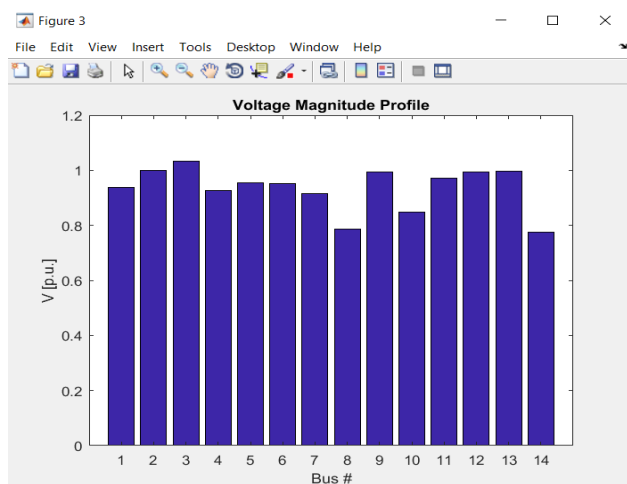 Figure 3
File Edit View Insert Tools Desktop Window Help
Voltage Magnitude Profile
1.2
1
0.8
0.6
0.4
0.2
0
V [p.u.]
1 2 3 4 5 6 7 8 9 10 11 12 13 14
Bus #